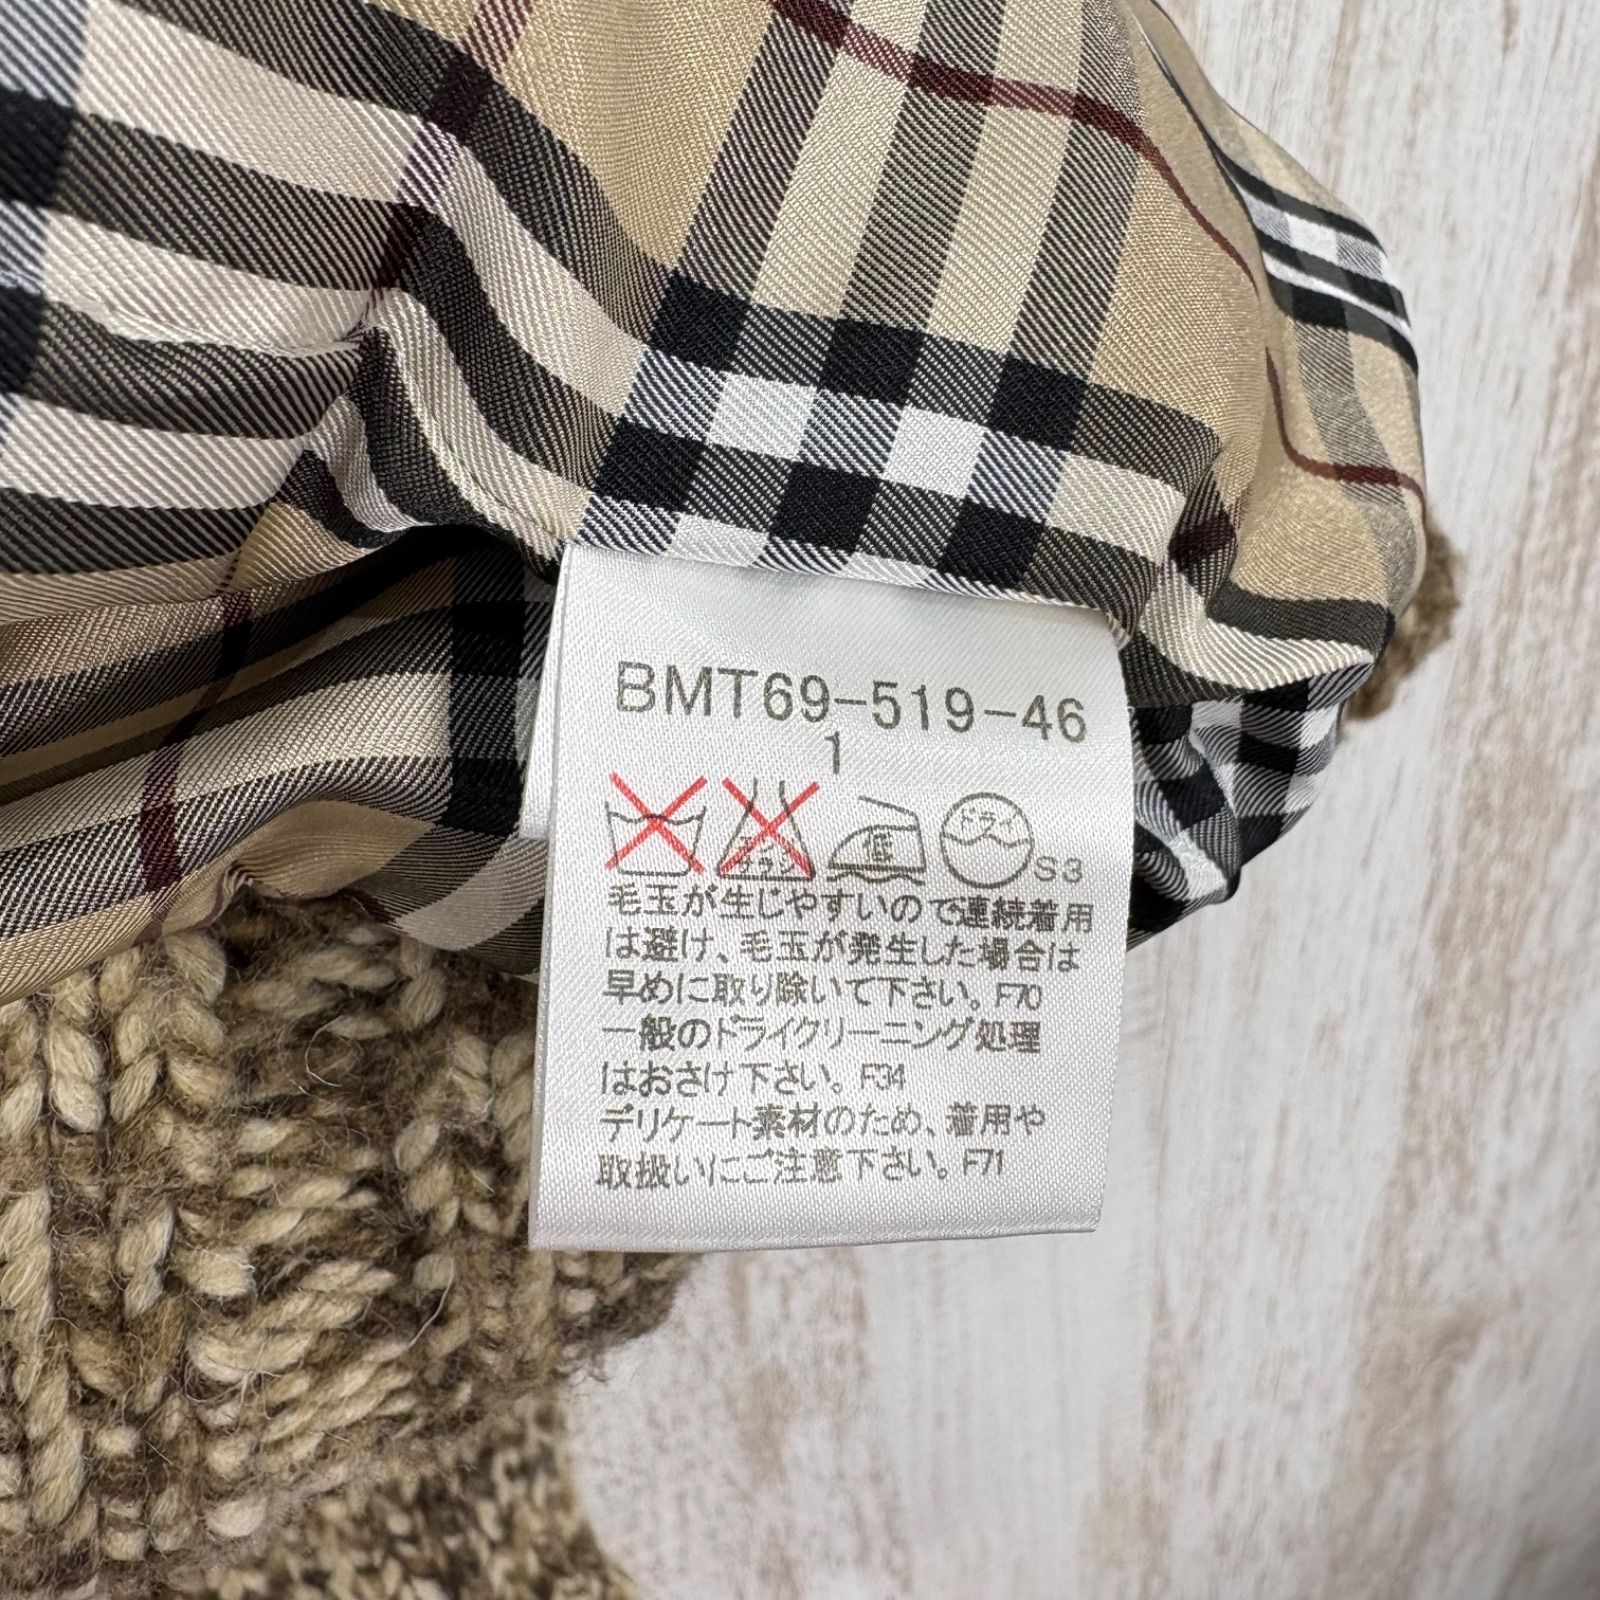 BMT69-519-46
1
低 ドライ
サラシ S3
毛玉が生じやすいので連続着用
は避け、毛玉が発生した場合は
早めに取り除いて下さい。F70
一般のドライクリーニング処理
はおさけ下さい。F34
デリケート素材のため、着用や
取扱いにご注意下さい。F71